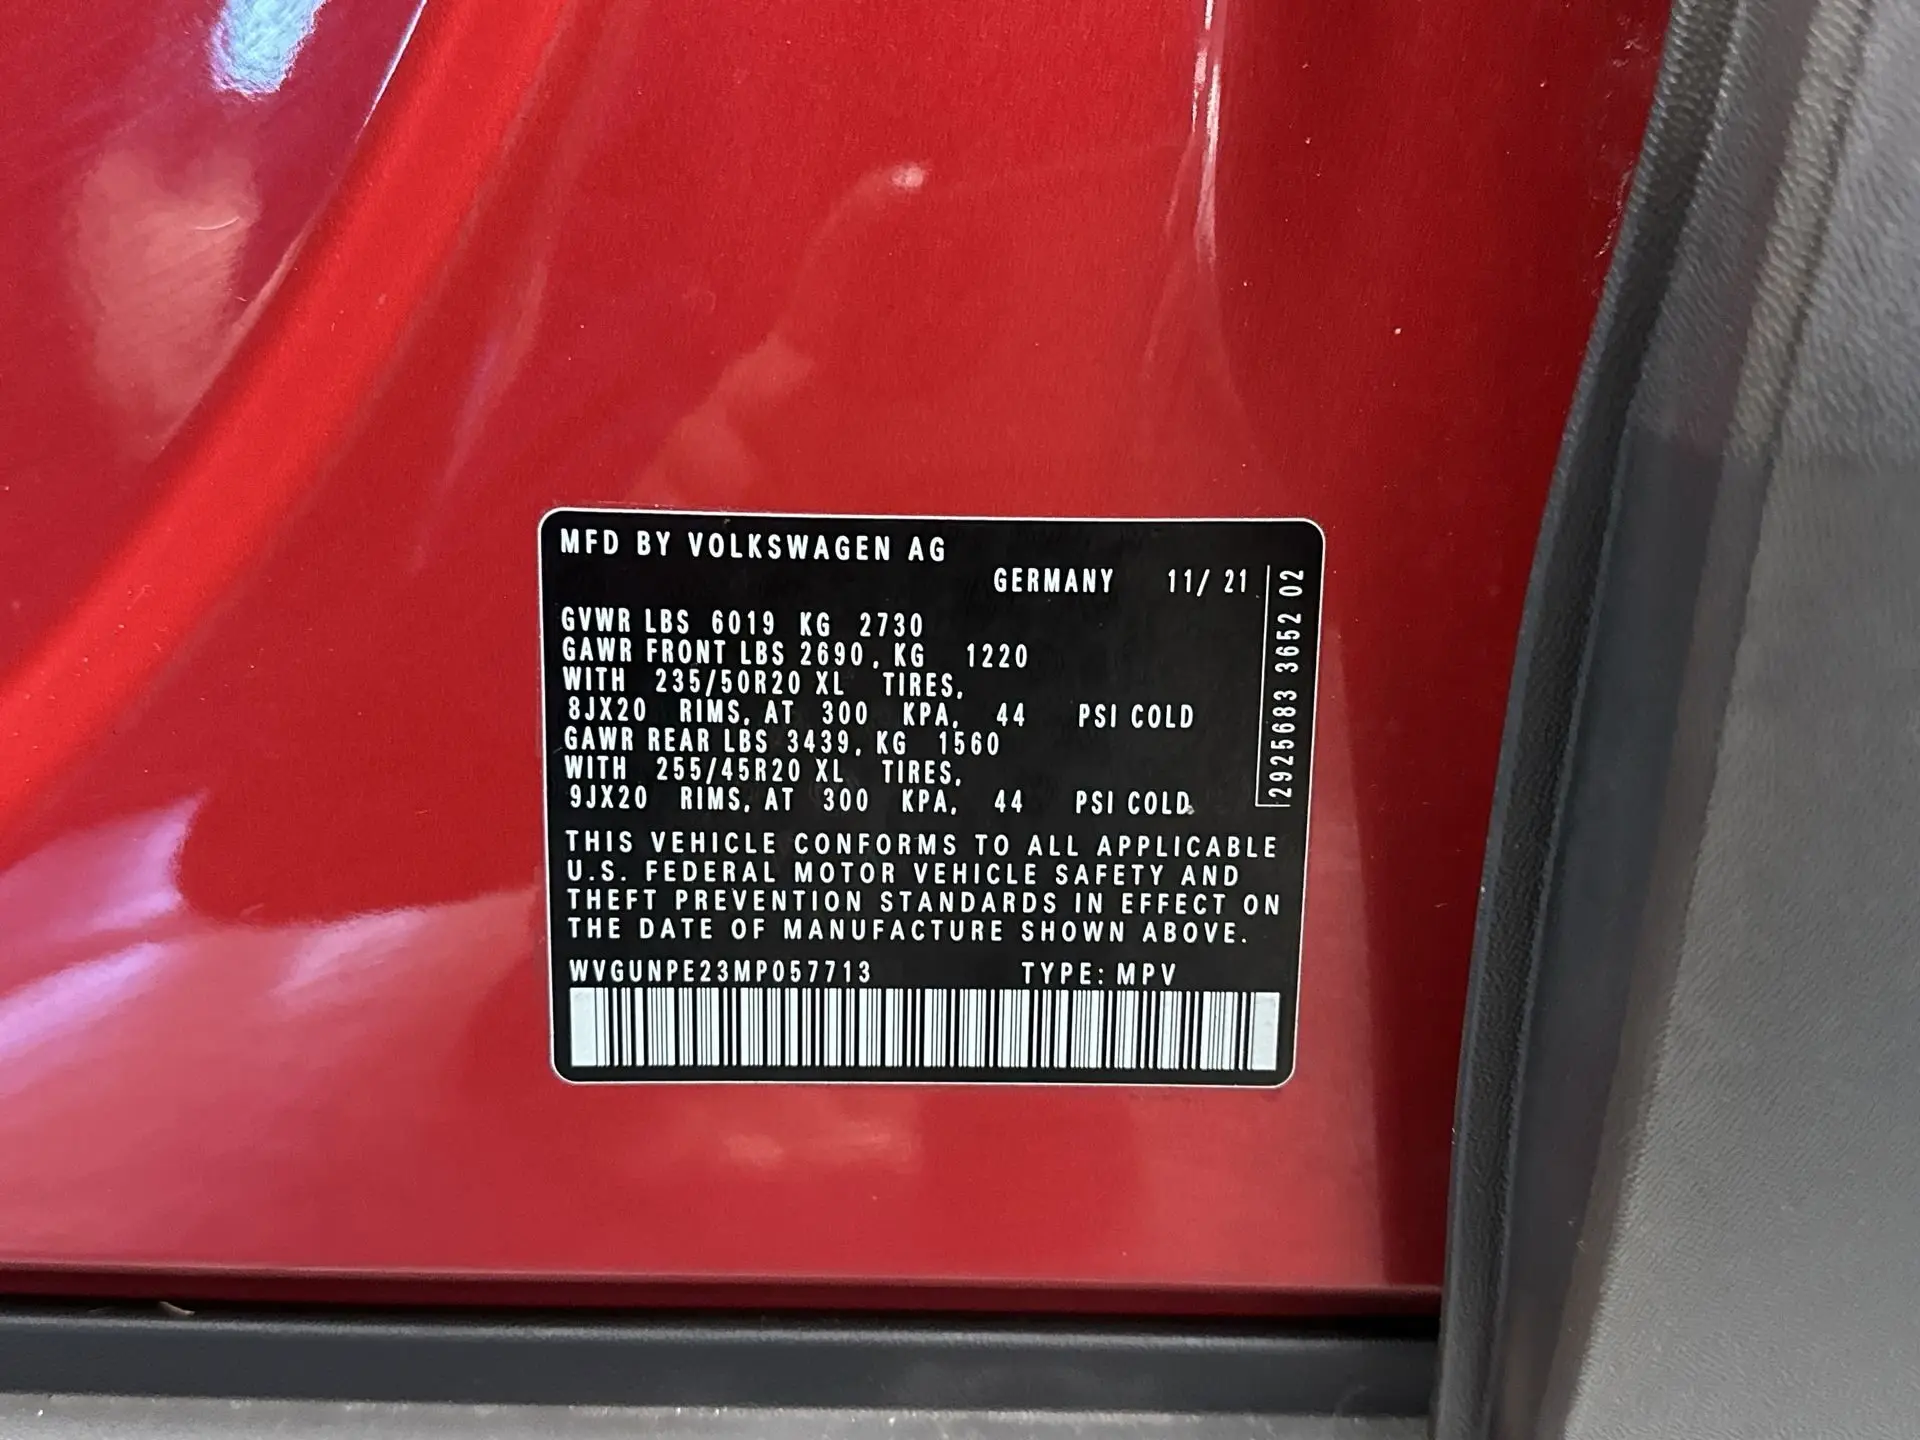 MFD BY VOLKSWAGEN AG
GERMANY 11/ 21
GVWR LBS 6019 KG 2730
GAWR FRONT LBS 2690, KG 1220
WITH 235/50R20 XL TIRES,
8JX20 RIMS, AT 300 KPA, 44 PSI COLD
GAWR REAR LBS 3439, KG 1560
WITH 255/45R20 XL TIRES,
9JX20 RIMS, AT 300 KPA, 44 PSI COLD
THIS VEHICLE CONFORMS TO ALL APPLICABLE
U.S. FEDERAL MOTOR VEHICLE SAFETY AND
THEFT PREVENTION STANDARDS IN EFFECT ON
THE DATE OF MANUFACTURE SHOWN ABOVE.
WVGUNPE23MP057713 TYPE: MPV
2925683 3652 02